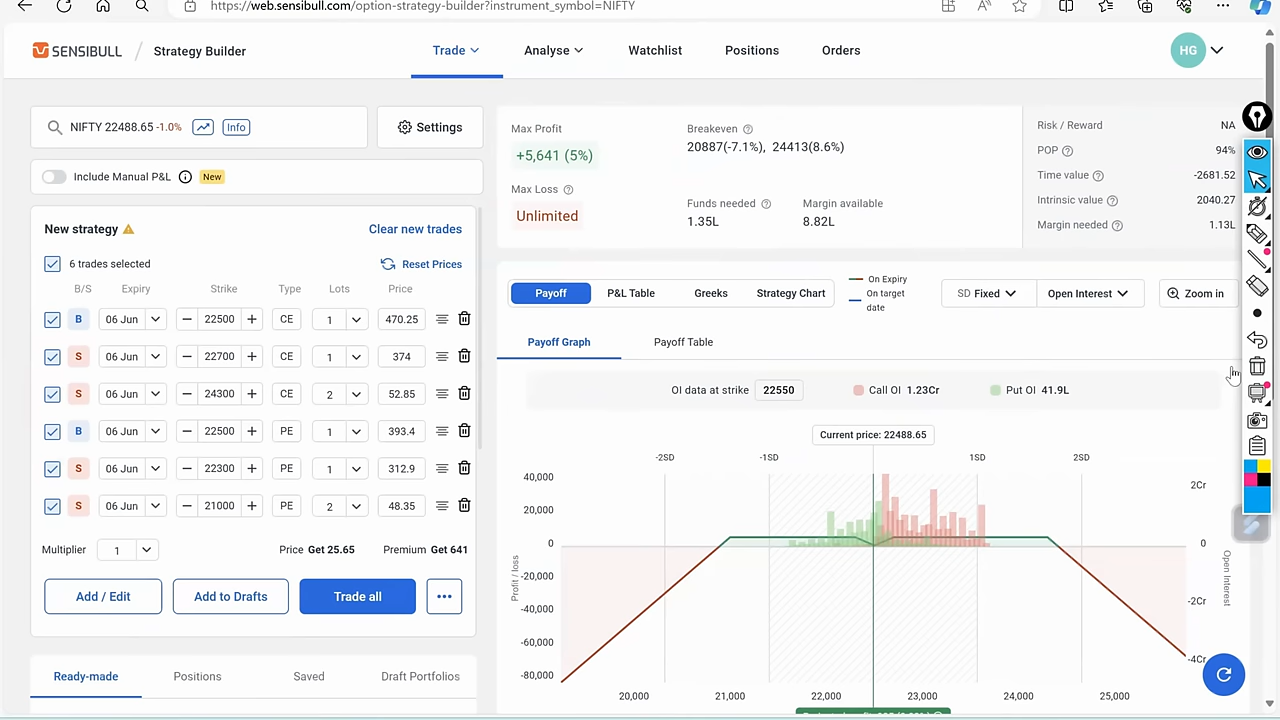 https://web.sensibull.com/option-strategy-builder?instrument_symbol=NIFTY
SENSIBULL / Strategy Builder
Trade
Analyse
Watchlist
Positions
Orders
HG
NIFTY 22488.65 -1.0%
Info
Settings
Include Manual P&L
New
New strategy
Clear new trades
6 trades selected
Reset Prices
B/S Expiry Strike Type Lots Price
B 06 Jun − 22500 + CE 1 470.25
S 06 Jun − 22700 + CE 1 374
S 06 Jun − 24300 + CE 2 52.85
B 06 Jun − 22500 + PE 1 393.4
S 06 Jun − 22300 + PE 1 312.9
S 06 Jun − 21000 + PE 2 48.35
Multiplier 1 Price Get 25.65 Premium Get 641
Add / Edit
Add to Drafts
Trade all
Ready-made
Positions
Saved
Draft Portfolios
Max Profit
+5,641 (5%)
Max Loss
Unlimited
Breakeven
20887(-7.1%), 24413(8.6%)
Funds needed
1.35L
Margin available
8.82L
Risk / Reward NA
POP 94%
Time value -2681.52
Intrinsic value 2040.27
Margin needed 1.13L
Payoff
P&L Table
Greeks
Strategy Chart
On Expiry
On target
date
SD Fixed
Open Interest
Zoom in
Payoff Graph
Payoff Table
OI data at strike 22550
Call OI 1.23Cr
Put OI 41.9L
Current price: 22488.65
-2SD -1SD 1SD 2SD
40,000
20,000
0
-20,000
-40,000
-60,000
-80,000
Profit / loss
2Cr
0
-2Cr
-4Cr
Open Interest
20,000 21,000 22,000 23,000 24,000 25,000